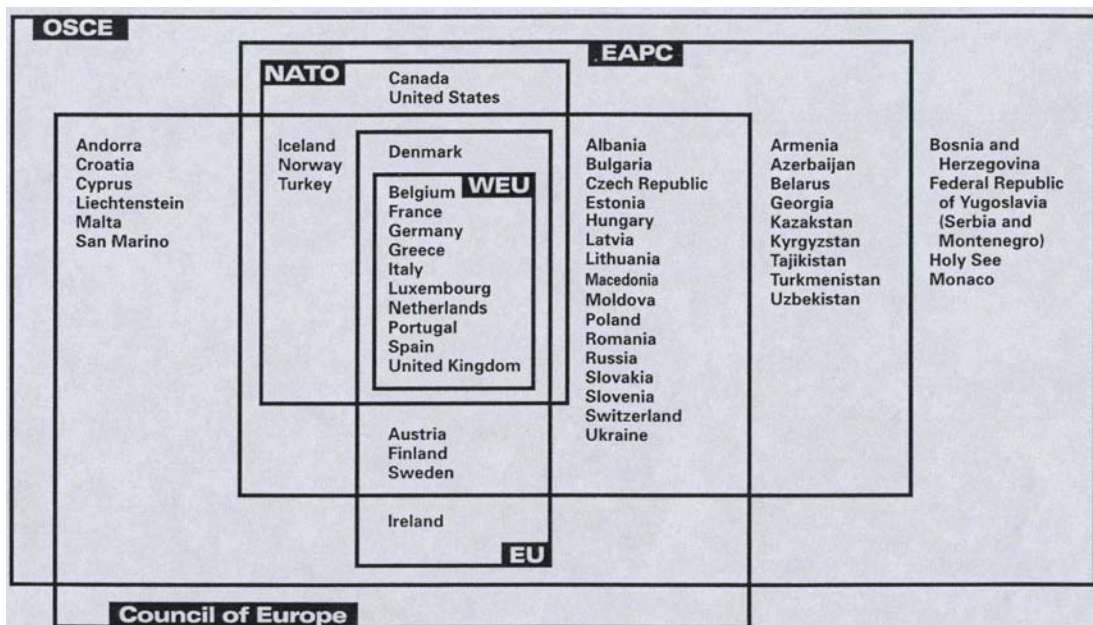 OSCE
EAPC
NATO
Canada
United States
Andorra
Croatia
Cyprus
Liechtenstein
Malta
San Marino
Iceland
Norway
Turkey
Denmark
WEU
Belgium
France
Germany
Greece
Italy
Luxembourg
Netherlands
Portugal
Spain
United Kingdom
Austria
Finland
Sweden
Ireland
EU
Albania
Bulgaria
Czech Republic
Estonia
Hungary
Latvia
Lithuania
Macedonia
Moldova
Poland
Romania
Russia
Slovakia
Slovenia
Switzerland
Ukraine
Armenia
Azerbaijan
Belarus
Georgia
Kazakstan
Kyrgyzstan
Tajikistan
Turkmenistan
Uzbekistan
Bosnia and
Herzegovina
Federal Republic
of Yugoslavia
(Serbia and
Montenegro)
Holy See
Monaco
Council of Europe